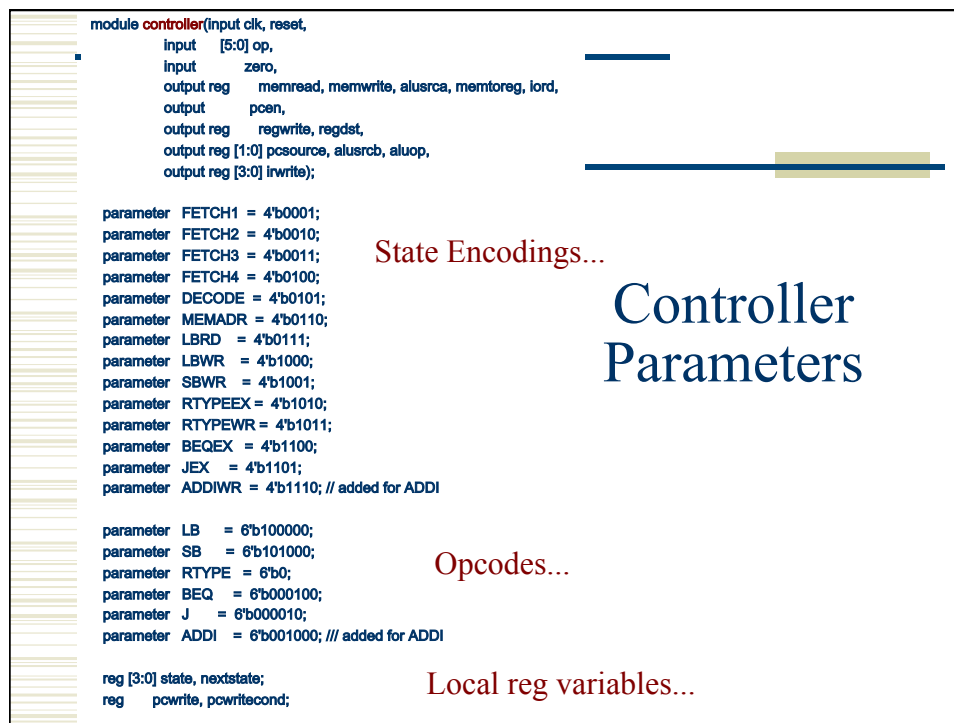 module controller(input clk, reset,
input [5:0] op,
input zero,
output reg memread, memwrite, alusrca, memtoreg, iord,
output pcen,
output reg regwrite, regdst,
output reg [1:0] pcsource, alusrcb, aluop,
output reg [3:0] irwrite);
parameter FETCH1 = 4'b0001;
parameter FETCH2 = 4'b0010;
parameter FETCH3 = 4'b0011;
parameter FETCH4 = 4'b0100;
parameter DECODE = 4'b0101;
parameter MEMADR = 4'b0110;
parameter LBRD = 4'b0111;
parameter LBWR = 4'b1000;
parameter SBWR = 4'b1001;
parameter RTYPEEX = 4'b1010;
parameter RTYPEWR = 4'b1011;
parameter BEQEX = 4'b1100;
parameter JEX = 4'b1101;
parameter ADDIWR = 4'b1110; // added for ADDI
State Encodings...
Controller
Parameters
parameter LB = 6'b100000;
parameter SB = 6'b101000;
parameter RTYPE = 6'b0;
parameter BEQ = 6'b000100;
parameter J = 6'b000010;
parameter ADDI = 6'b001000; /// added for ADDI
Opcodes...
reg [3:0] state, nextstate;
reg pcwrite, pcwritecond;
Local reg variables...